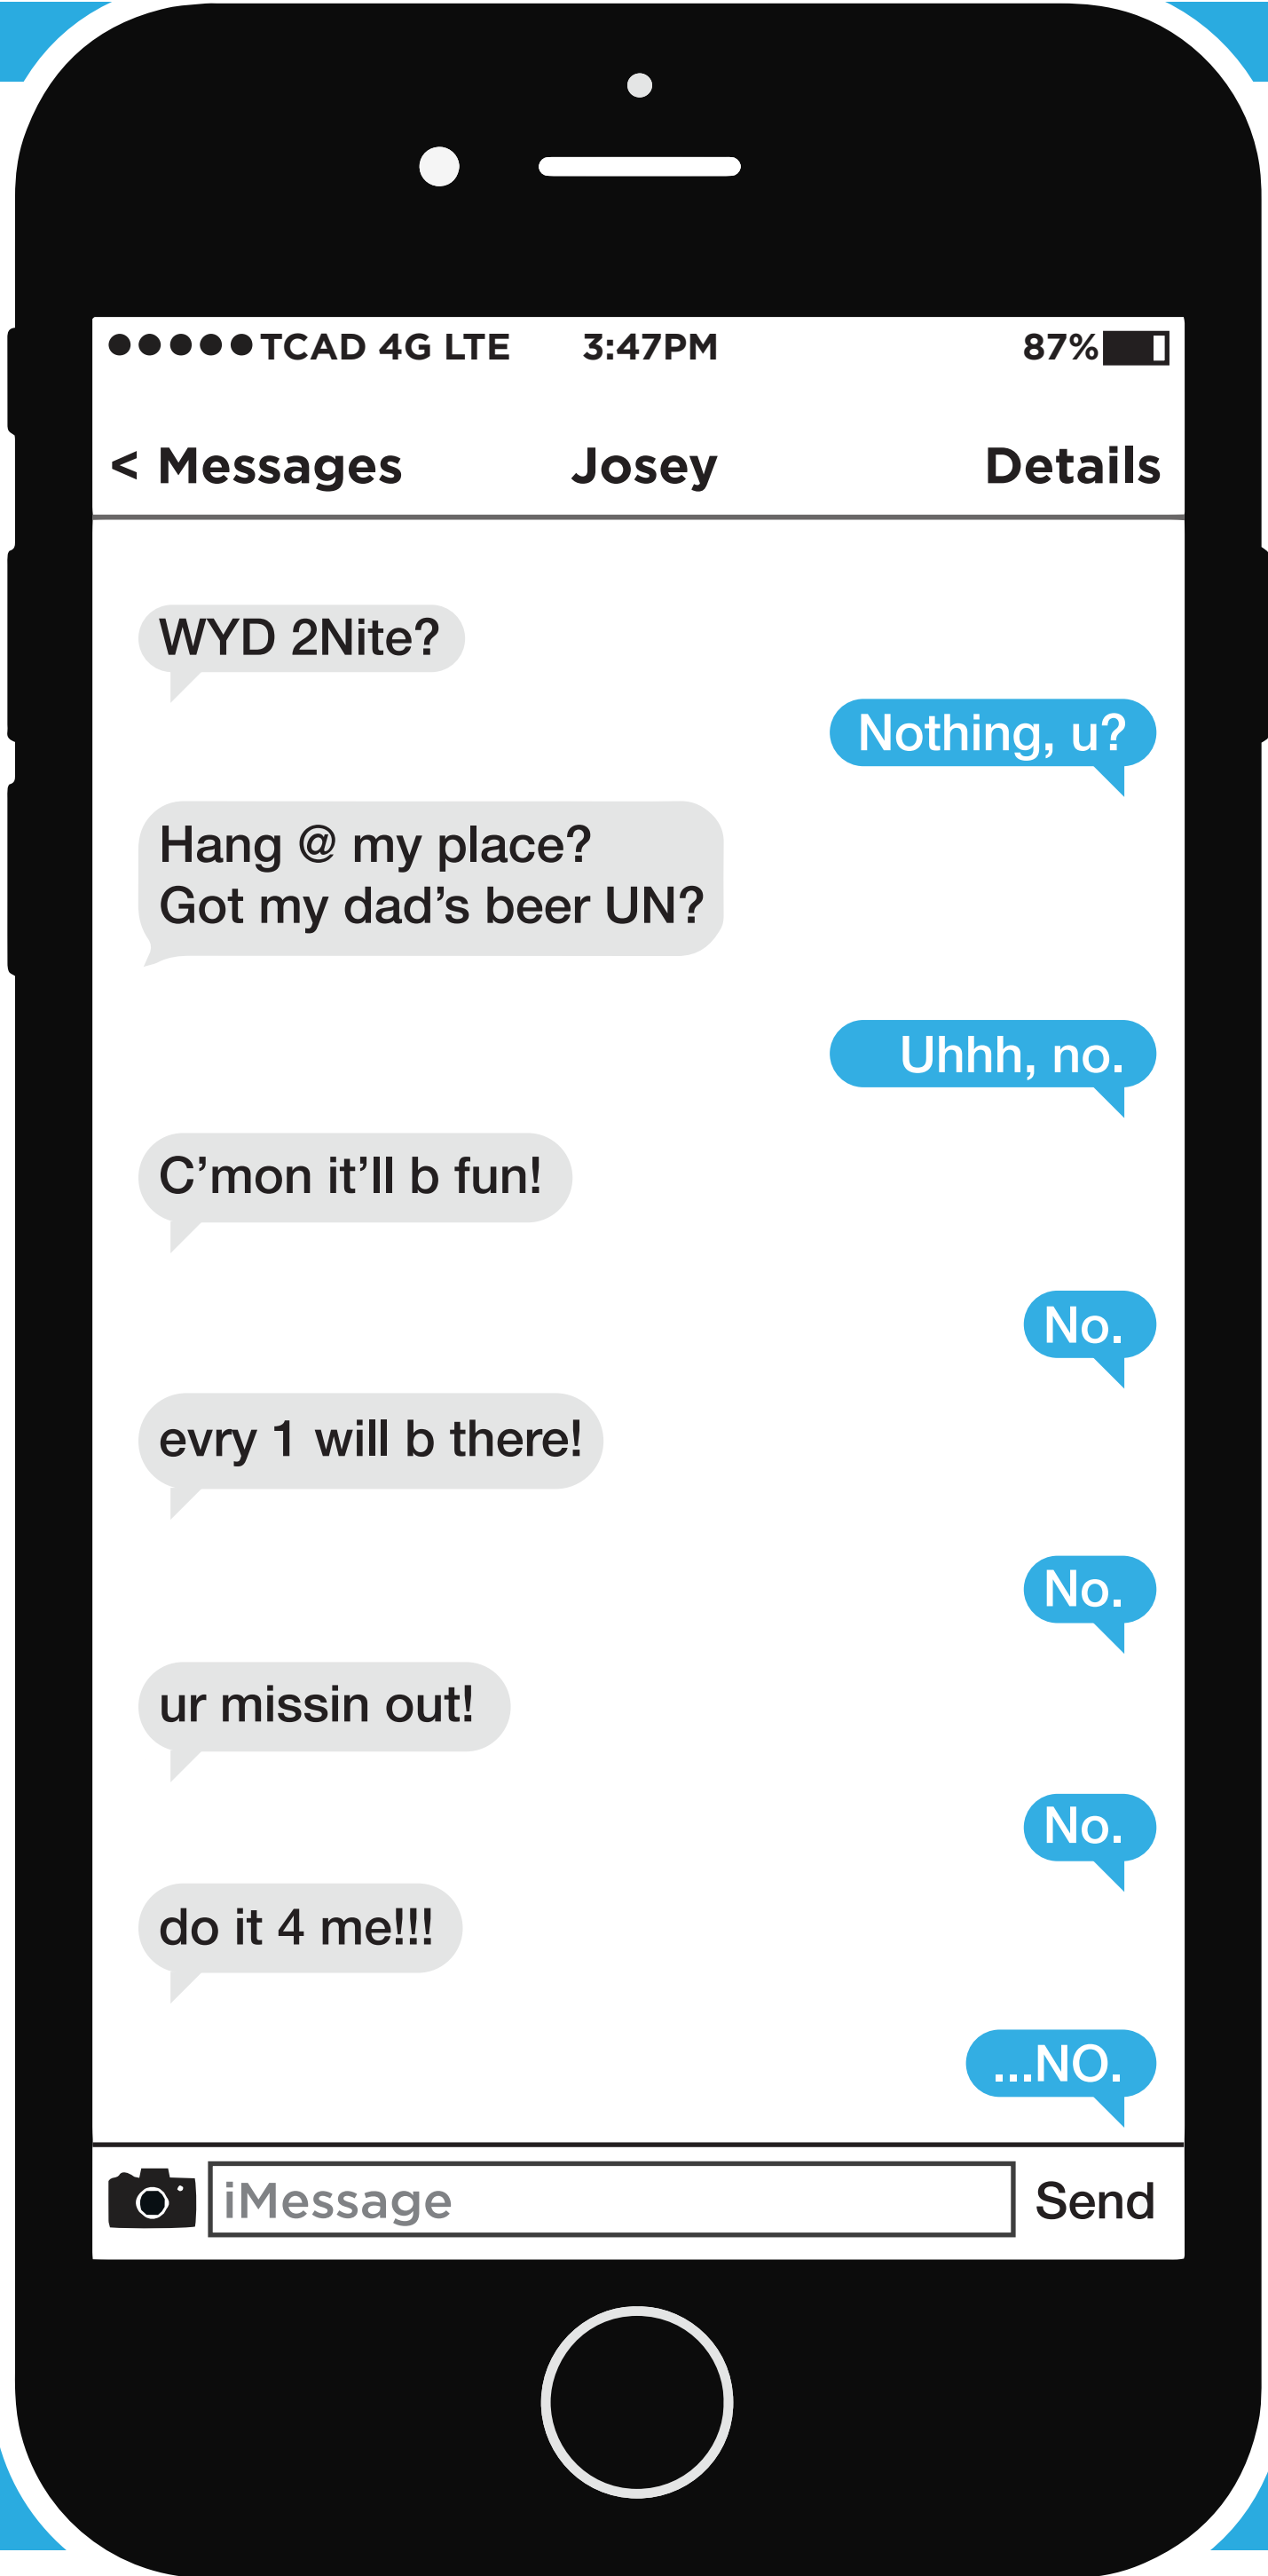 TCAD 4G LTE 3:47PM 87%
< Messages Josey Details
WYD 2Nite?
Nothing, u?
Hang @ my place?
Got my dad’s beer UN?
Uhhh, no.
C’mon it’ll b fun!
No.
evry 1 will b there!
No.
ur missin out!
No.
do it 4 me!!!
...NO.
iMessage Send